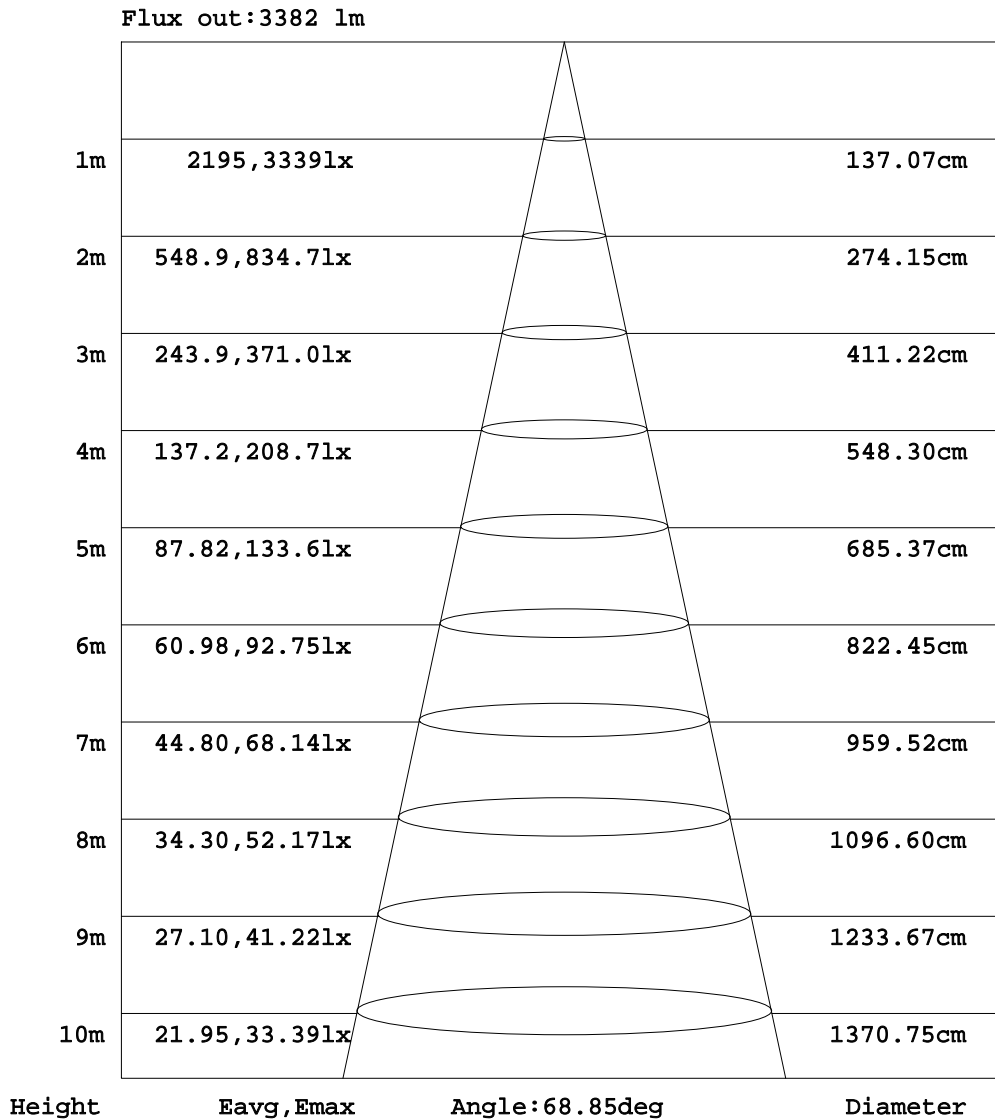 Flux out:3382 lm
1m 2195,3339lx 137.07cm
2m 548.9,834.7lx 274.15cm
3m 243.9,371.0lx 411.22cm
4m 137.2,208.7lx 548.30cm
5m 87.82,133.6lx 685.37cm
6m 60.98,92.75lx 822.45cm
7m 44.80,68.14lx 959.52cm
8m 34.30,52.17lx 1096.60cm
9m 27.10,41.22lx 1233.67cm
10m 21.95,33.39lx 1370.75cm
Height Eavg,Emax Angle:68.85deg Diameter